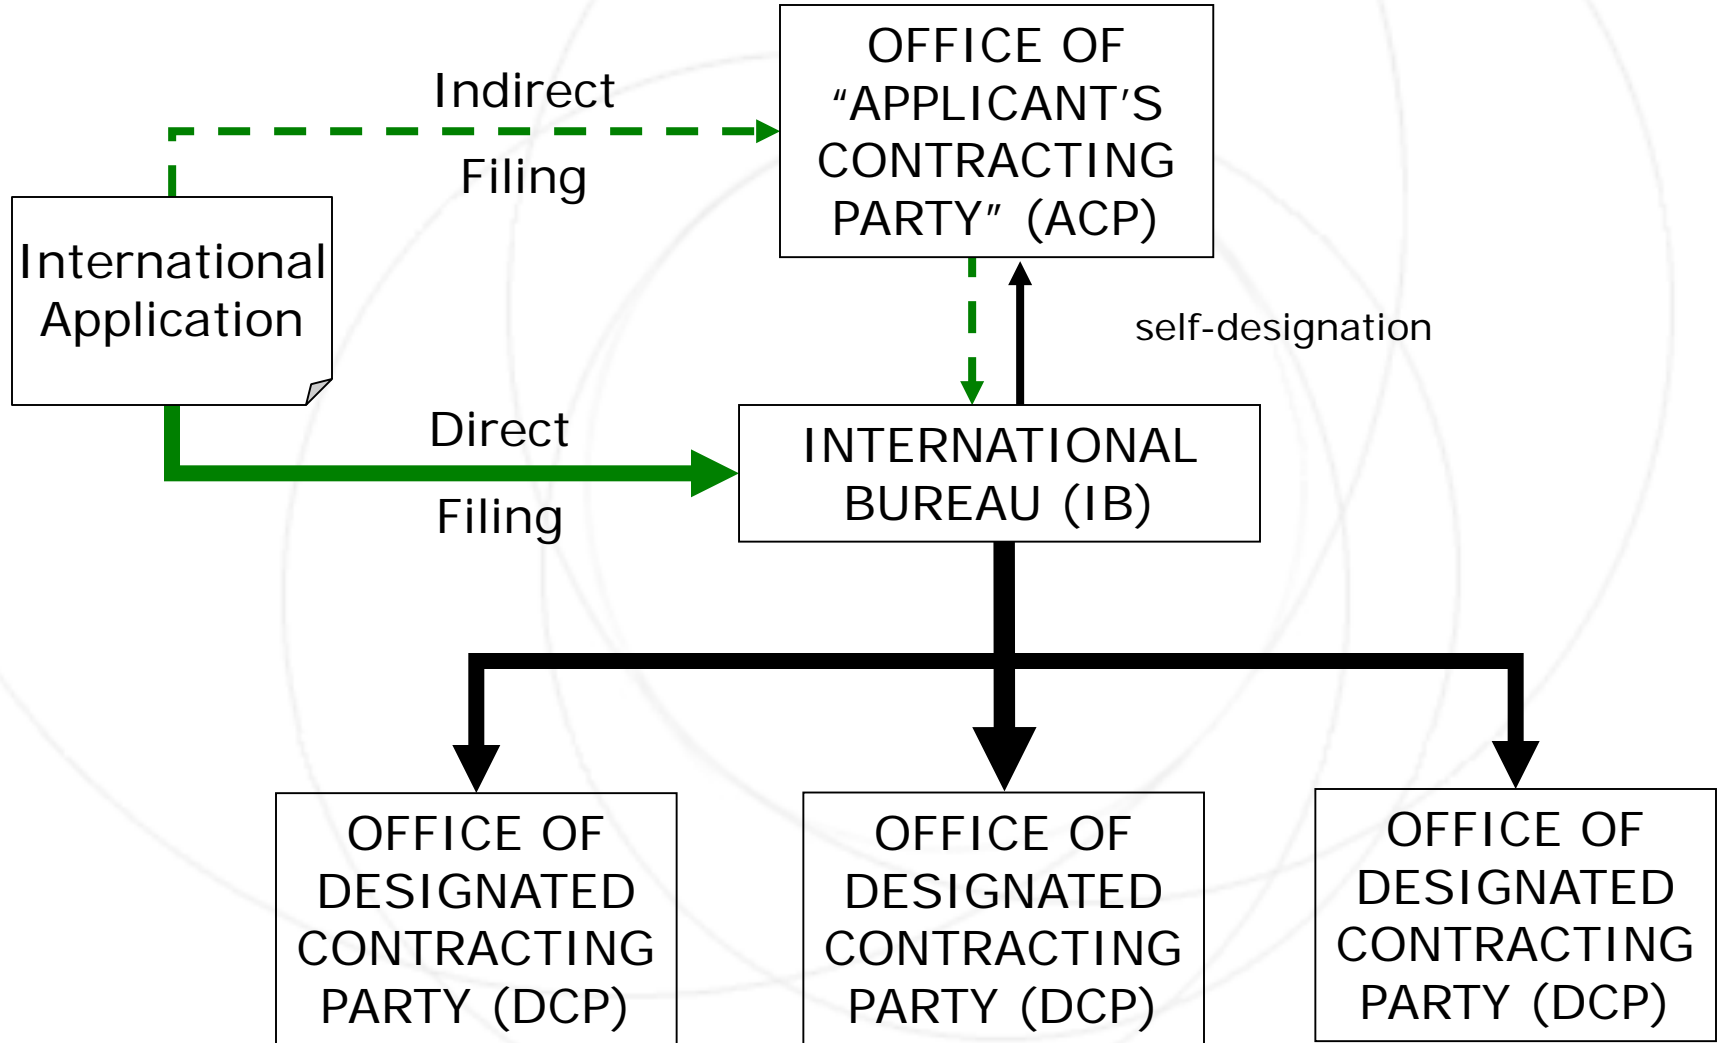 OFFICE OF
“APPLICANT’S
CONTRACTING
PARTY” (ACP)
Indirect
Filing
International
Application
self-designation
Direct
Filing
INTERNATIONAL
BUREAU (IB)
OFFICE OF
DESIGNATED
CONTRACTING
PARTY (DCP)
OFFICE OF
DESIGNATED
CONTRACTING
PARTY (DCP)
OFFICE OF
DESIGNATED
CONTRACTING
PARTY (DCP)